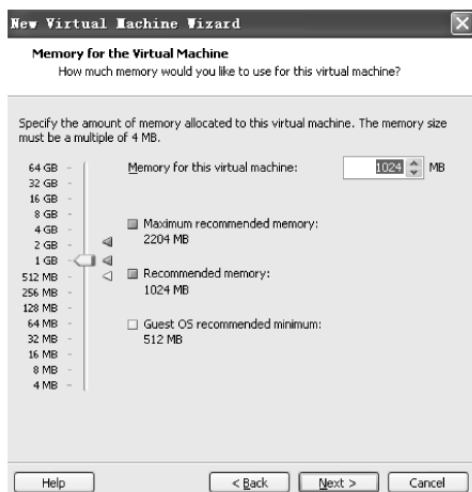 New Virtual Machine Wizard
Memory for the Virtual Machine
How much memory would you like to use for this virtual machine?
Specify the amount of memory allocated to this virtual machine. The memory size
must be a multiple of 4 MB.
Memory for this virtual machine: 1024 MB
64 GB
32 GB
16 GB
8 GB
4 GB
2 GB
1 GB
512 MB
256 MB
128 MB
64 MB
32 MB
16 MB
8 MB
4 MB
Maximum recommended memory:
2204 MB
Recommended memory:
1024 MB
Guest OS recommended minimum:
512 MB
Help
< Back
Next >
Cancel